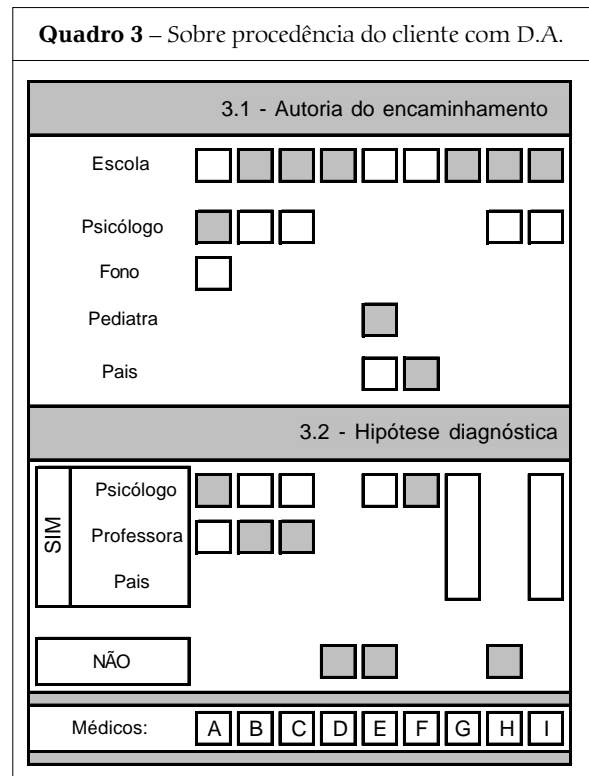 Quadro 3 – Sobre procedência do cliente com D.A.
3.1 - Autoria do encaminhamento
Escola
Psicólogo
Fono
Pediatra
Pais
3.2 - Hipótese diagnóstica
SIM
Psicólogo
Professora
Pais
NÃO
Médicos: A B C D E F G H I